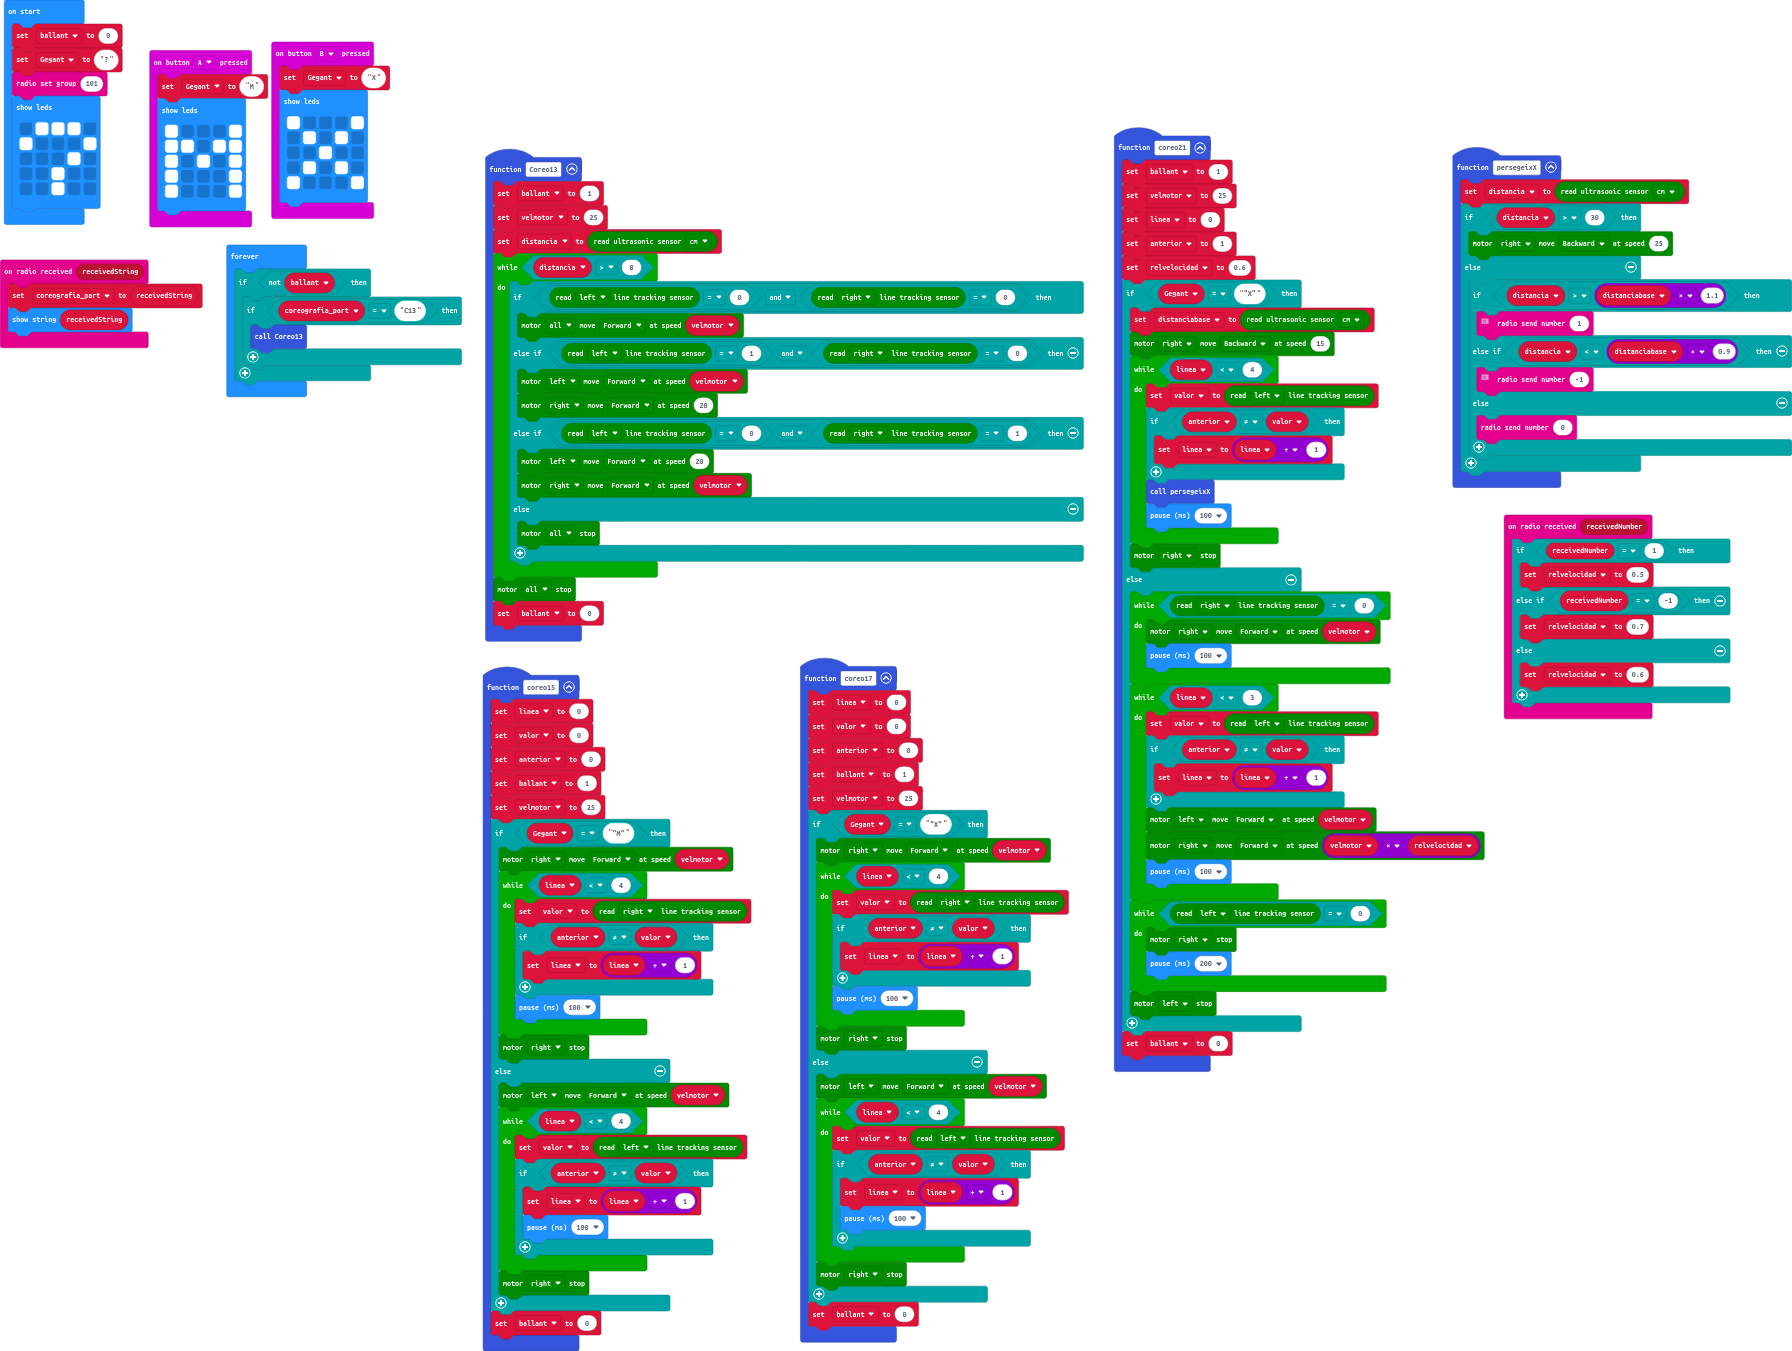 on start
set ballant to 0
set Gegant to "?"
radio set group 101
show leds
on button A pressed
set Gegant to "M"
show leds
on button B pressed
set Gegant to "X"
show leds
on radio received receivedString
set coreografia_part to receivedString
show string receivedString
forever
if not ballant then
if coreografia_part = "C13" then
call Coreo13
function Coreo13
set ballant to 1
set velmotor to 25
set distancia to read ultrasonic sensor cm
while distancia > 8
do
if read left line tracking sensor = 0 and read right line tracking sensor = 0 then
motor all move Forward at speed velmotor
else if read left line tracking sensor = 1 and read right line tracking sensor = 0 then
motor left move Forward at speed velmotor
motor right move Forward at speed 20
else if read left line tracking sensor = 0 and read right line tracking sensor = 1 then
motor left move Forward at speed 20
motor right move Forward at speed velmotor
else
motor all stop
motor all stop
set ballant to 0
function coreo15
set linea to 0
set valor to 0
set anterior to 0
set ballant to 1
set velmotor to 25
if Gegant = ""M"" then
motor right move Forward at speed velmotor
while linea < 4
do
set valor to read right line tracking sensor
if anterior ≠ valor then
set linea to linea + 1
pause (ms) 100
motor right stop
else
motor left move Forward at speed velmotor
while linea < 4
do
set valor to read left line tracking sensor
if anterior ≠ valor then
set linea to linea + 1
pause (ms) 100
motor right stop
set ballant to 0
function coreo17
set linea to 0
set valor to 0
set anterior to 0
set ballant to 1
set velmotor to 25
if Gegant = ""X"" then
motor right move Forward at speed velmotor
while linea < 4
do
set valor to read right line tracking sensor
if anterior ≠ valor then
set linea to linea + 1
pause (ms) 100
motor right stop
else
motor left move Forward at speed velmotor
while linea < 4
do
set valor to read left line tracking sensor
if anterior ≠ valor then
set linea to linea + 1
pause (ms) 100
motor right stop
set ballant to 0
function coreo21
set ballant to 1
set velmotor to 25
set linea to 0
set anterior to 1
set relvelocidad to 0.6
if Gegant = ""X"" then
set distanciabase to read ultrasonic sensor cm
motor right move Backward at speed 15
while linea < 4
do
set valor to read left line tracking sensor
if anterior ≠ valor then
set linea to linea + 1
call persegeixX
pause (ms) 100
motor right stop
else
while read right line tracking sensor = 0
do
motor right move Forward at speed velmotor
pause (ms) 100
while linea < 3
do
set valor to read left line tracking sensor
if anterior ≠ valor then
set linea to linea + 1
motor left move Forward at speed velmotor
motor right move Forward at speed velmotor × relvelocidad
pause (ms) 100
while read left line tracking sensor = 0
do
motor right stop
pause (ms) 200
motor left stop
set ballant to 0
function persegeixX
set distancia to read ultrasonic sensor cm
if distancia > 30 then
motor right move Backward at speed 25
else
if distancia > distanciabase × 1.1 then
radio send number 1
else if distancia < distanciabase × 0.9 then
radio send number -1
else
radio send number 0
on radio received receivedNumber
if receivedNumber = 1 then
set relvelocidad to 0.5
else if receivedNumber = -1 then
set relvelocidad to 0.7
else
set relvelocidad to 0.6